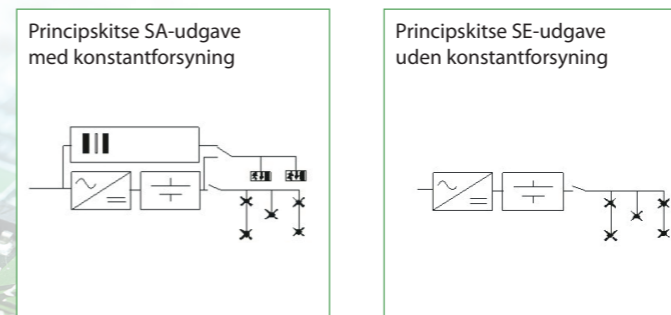 Principskitse SA-udgave
med konstantforsyning
Principskitse SE-udgave
uden konstantforsyning